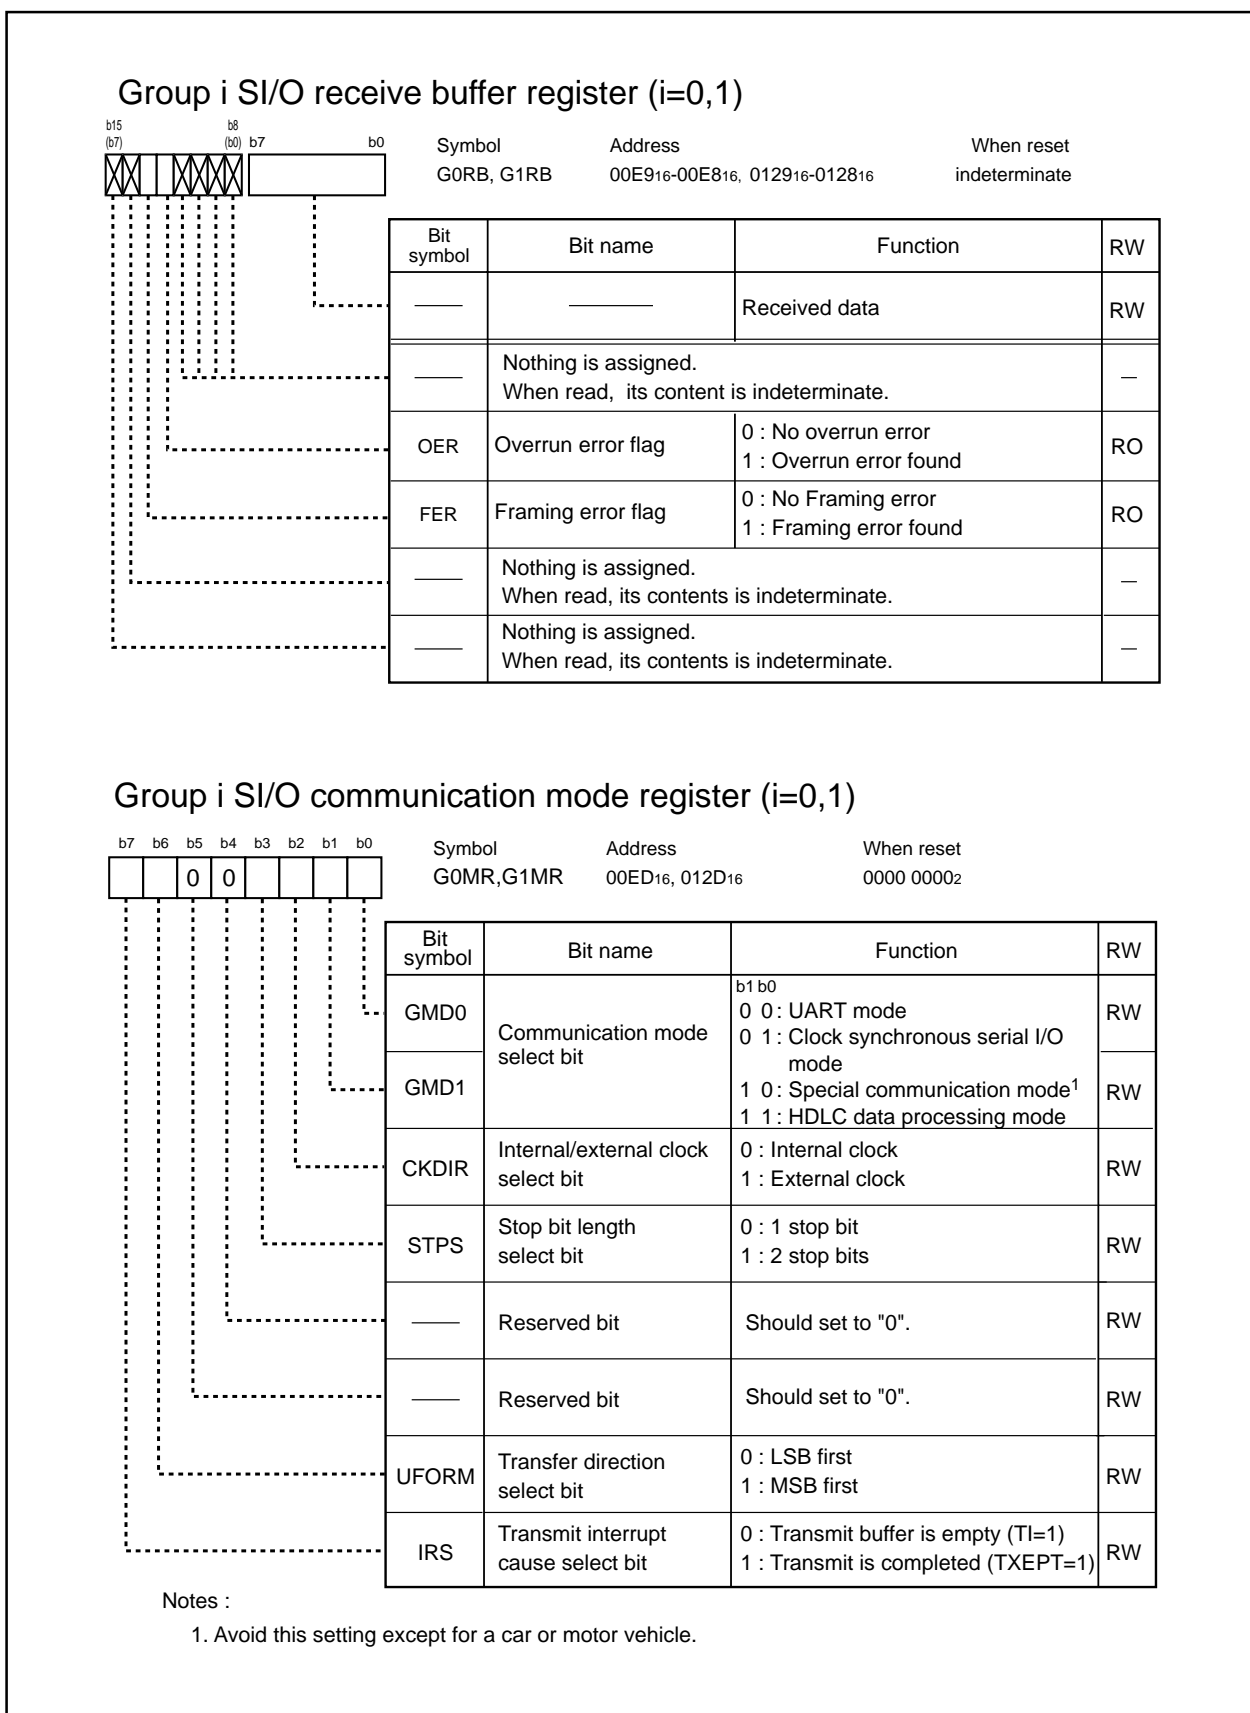 Group i SI/O receive buffer register (i=0,1)
b15 b8
(b7) (b0) b7 b0
Symbol Address When reset
G0RB, G1RB 00E916-00E816, 012916-012816 indeterminate
Bit symbol Bit name Function RW
Received data RW
Nothing is assigned.
When read, its content is indeterminate.
OER Overrun error flag 0 : No overrun error RO
1 : Overrun error found
FER Framing error flag 0 : No Framing error RO
1 : Framing error found
Nothing is assigned.
When read, its contents is indeterminate.
Nothing is assigned.
When read, its contents is indeterminate.
Group i SI/O communication mode register (i=0,1)
b7 b6 b5 b4 b3 b2 b1 b0
0 0
Symbol Address When reset
G0MR,G1MR 00ED16, 012D16 0000 00002
Bit symbol Bit name Function RW
b1 b0
GMD0 Communication mode select bit 0 0 : UART mode RW
0 1 : Clock synchronous serial I/O
mode
GMD1 1 0 : Special communication mode1 RW
1 1 : HDLC data processing mode
CKDIR Internal/external clock select bit 0 : Internal clock RW
1 : External clock
STPS Stop bit length select bit 0 : 1 stop bit RW
1 : 2 stop bits
Reserved bit Should set to "0". RW
Reserved bit Should set to "0". RW
UFORM Transfer direction select bit 0 : LSB first RW
1 : MSB first
IRS Transmit interrupt cause select bit 0 : Transmit buffer is empty (TI=1) RW
1 : Transmit is completed (TXEPT=1)
Notes :
1. Avoid this setting except for a car or motor vehicle.